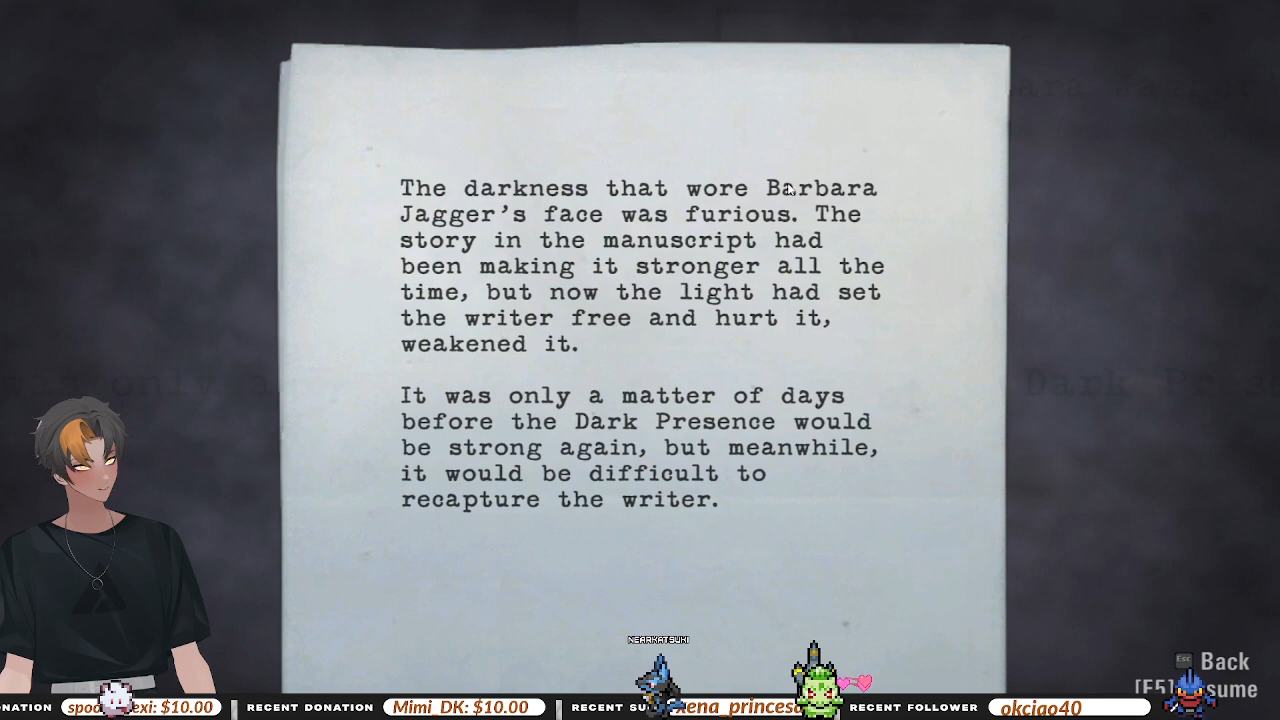 The darkness that wore Barbara
Jagger's face was furious. The
story in the manuscript had
been making it stronger all the
time, but now the light had set
the writer free and hurt it,
weakened it.
It was only a matter of days
before the Dark Presence would
be strong again, but meanwhile,
it would be difficult to
recapture the writer.
NEARKATSUKI
Esc Back
RECENT DONATION Mimi_DK: $10.00 RECENT FOLLOWER okciao40